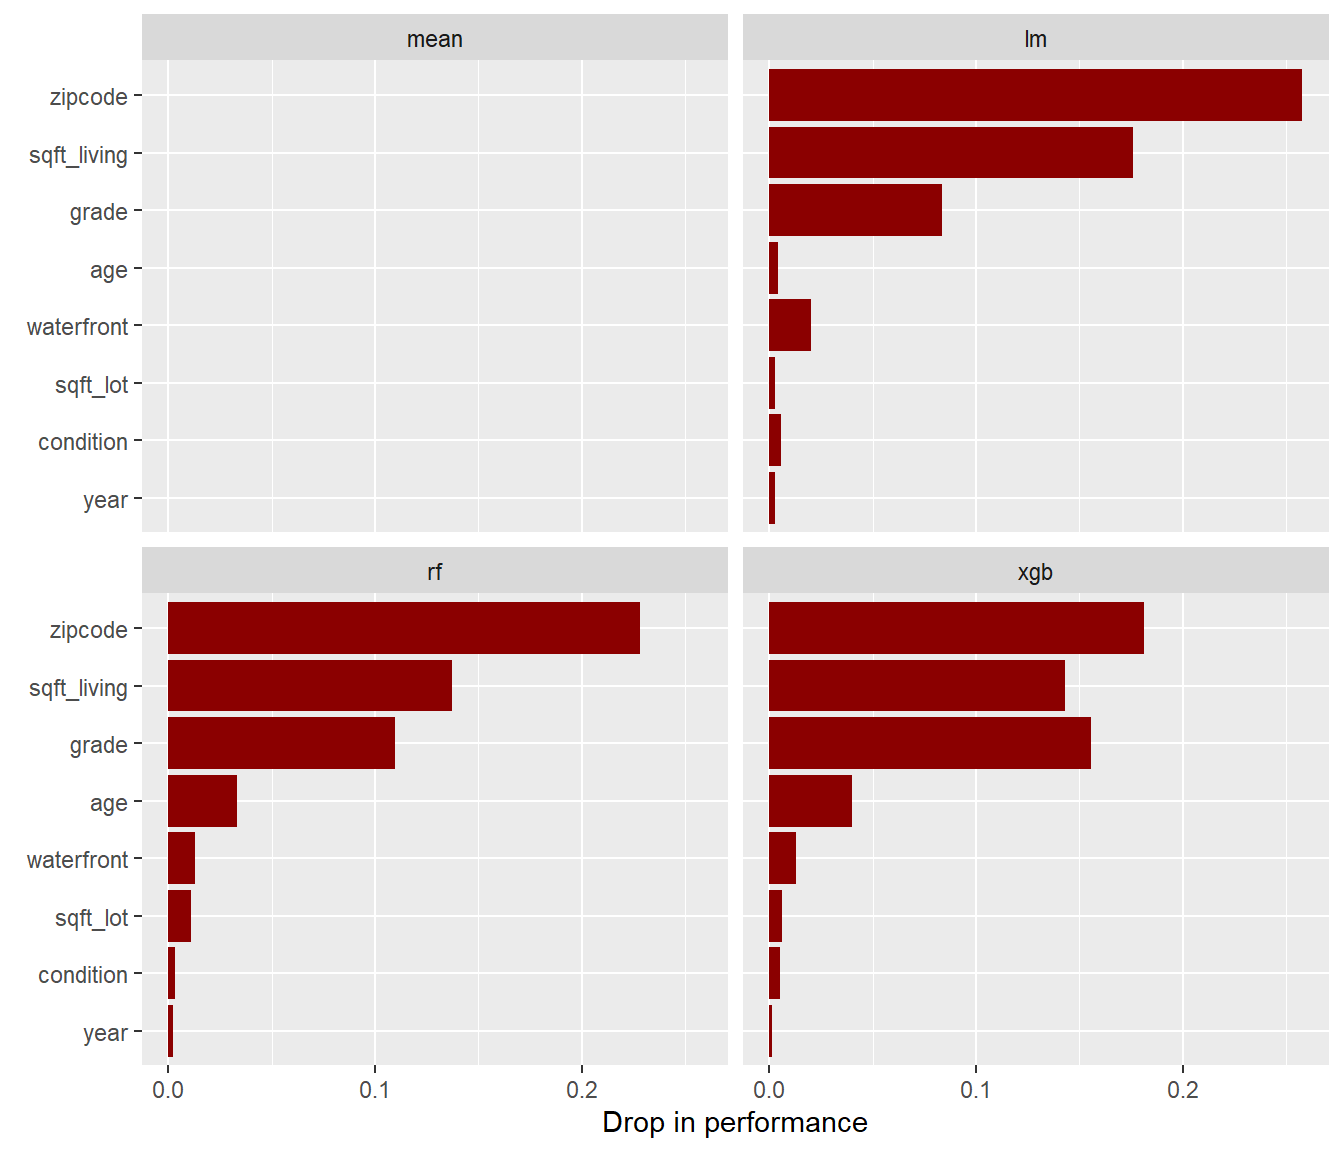 mean
lm
zipcode
sqft_living
grade
age
waterfront
sqft_lot
condition
year
rf
xgb
zipcode
sqft_living
grade
age
waterfront
sqft_lot
condition
year
0.0 0.1 0.2 0.0 0.1 0.2
Drop in performance